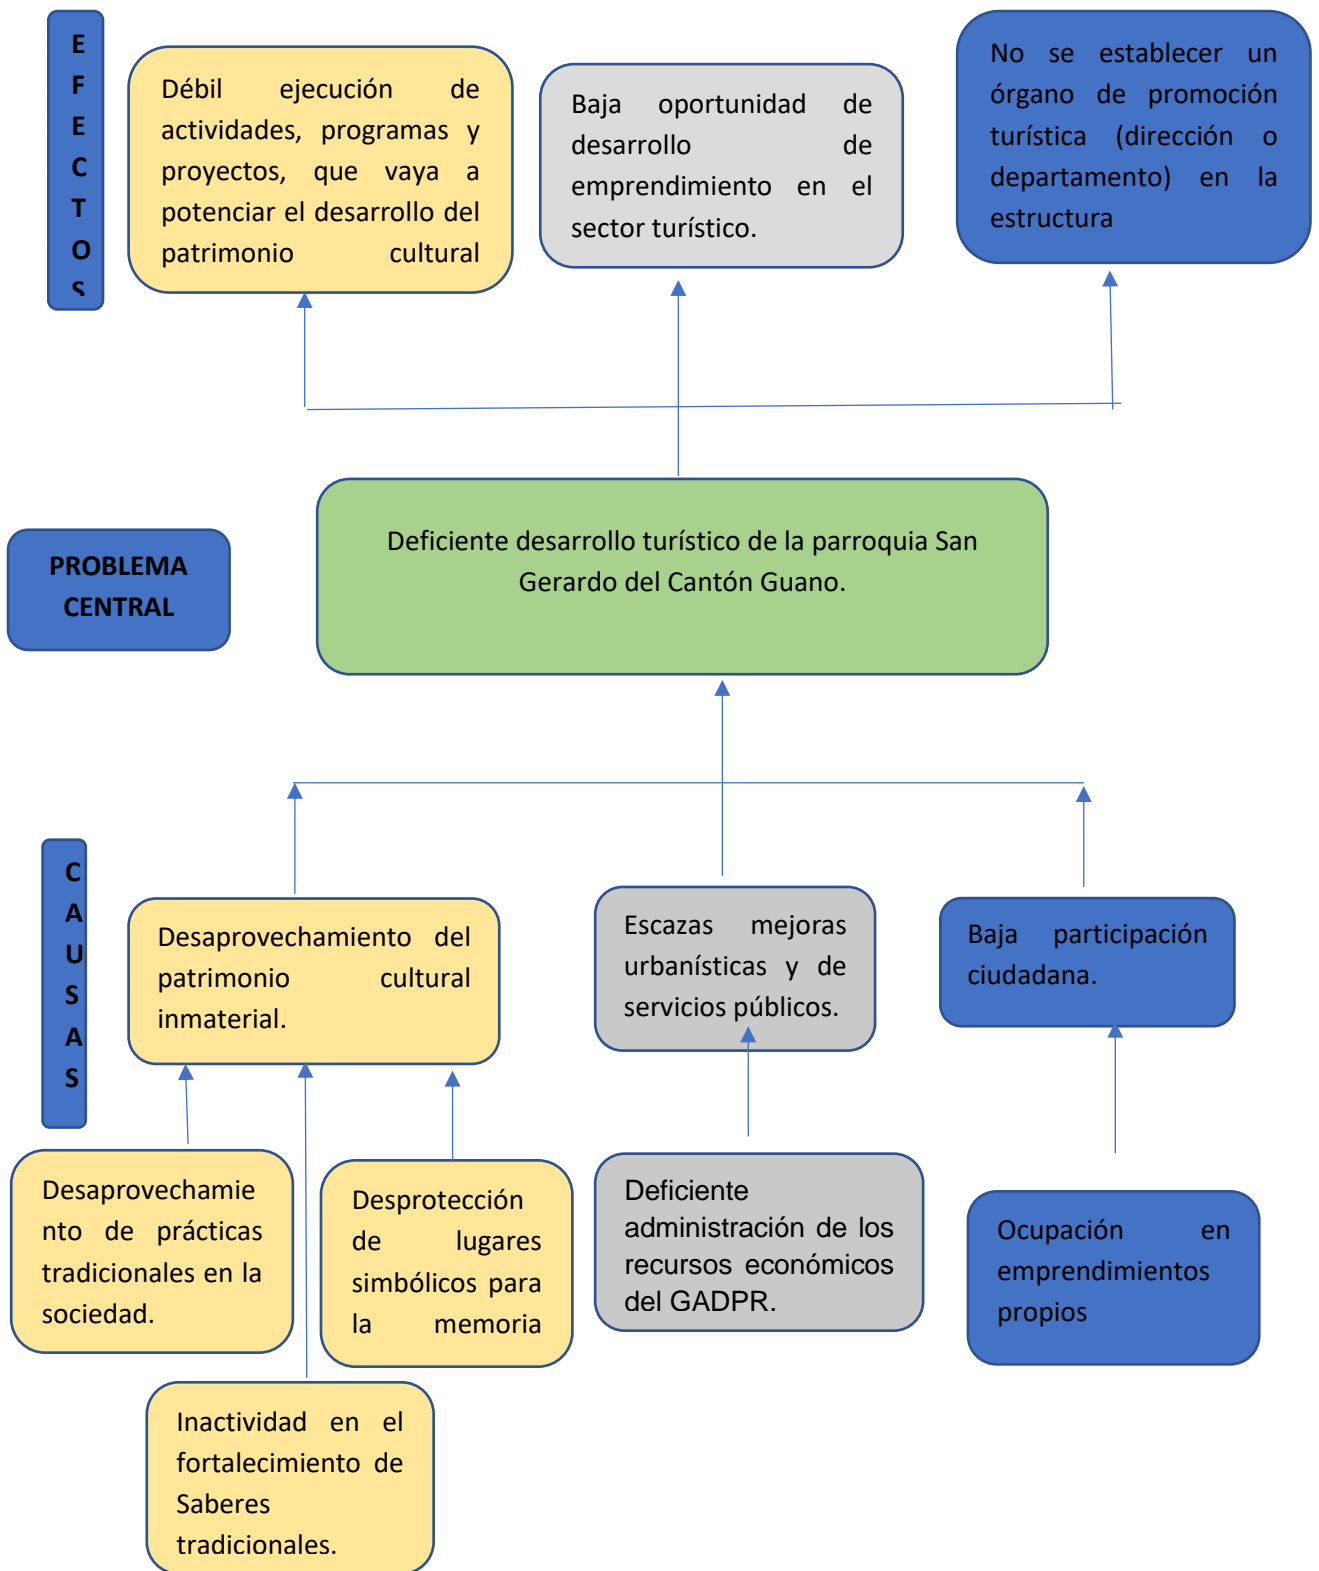 E
F
E
C
T
O
S
Débil ejecución de
actividades, programas y
proyectos, que vaya a
potenciar el desarrollo del
patrimonio cultural
Baja oportunidad de
desarrollo de
emprendimiento en el
sector turístico.
No se establecer un
órgano de promoción
turística (dirección o
departamento) en la
estructura
PROBLEMA
CENTRAL
Deficiente desarrollo turístico de la parroquia San
Gerardo del Cantón Guano.
C
A
U
S
A
S
Desaprovechamiento del
patrimonio cultural
inmaterial.
Escazas mejoras
urbanísticas y de
servicios públicos.
Baja participación
ciudadana.
Desaprovechamie
nto de prácticas
tradicionales en la
sociedad.
Desprotección
de lugares
simbólicos para
la memoria
Deficiente
administración de los
recursos económicos
del GADPR.
Ocupación en
emprendimientos
propios
Inactividad en el
fortalecimiento de
Saberes
tradicionales.